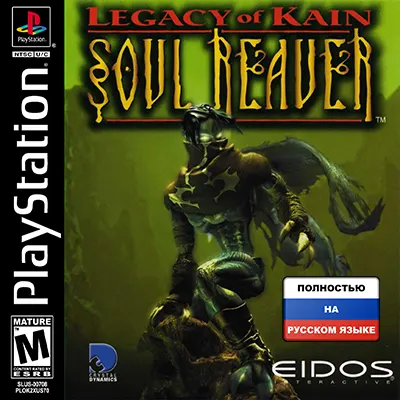 LEGACY of KAIN
SOUL REAVER
TM
PlayStation
NTSC U/C
PlayStation
MATURE
M
CONTENT RATED BY
ESRB
SLUS-00708
PLOK2XUS70
CRYSTAL
DYNAMICS
ПОЛНОСТЬЮ
НА
РУССКОМ ЯЗЫКЕ
EIDOS
INTERACTIVE